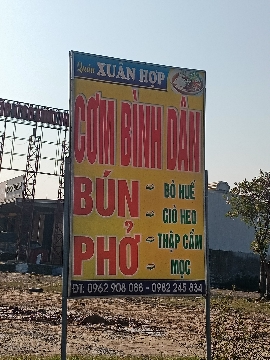 Quán XUÂN HỢP
CƠM BÌNH DÂN
BÚN - BÒ HUẾ
- GIÒ HEO
PHỞ - THẬP CẨM
- MỌC
ĐT: 0962 908 088 - 0982 245 834